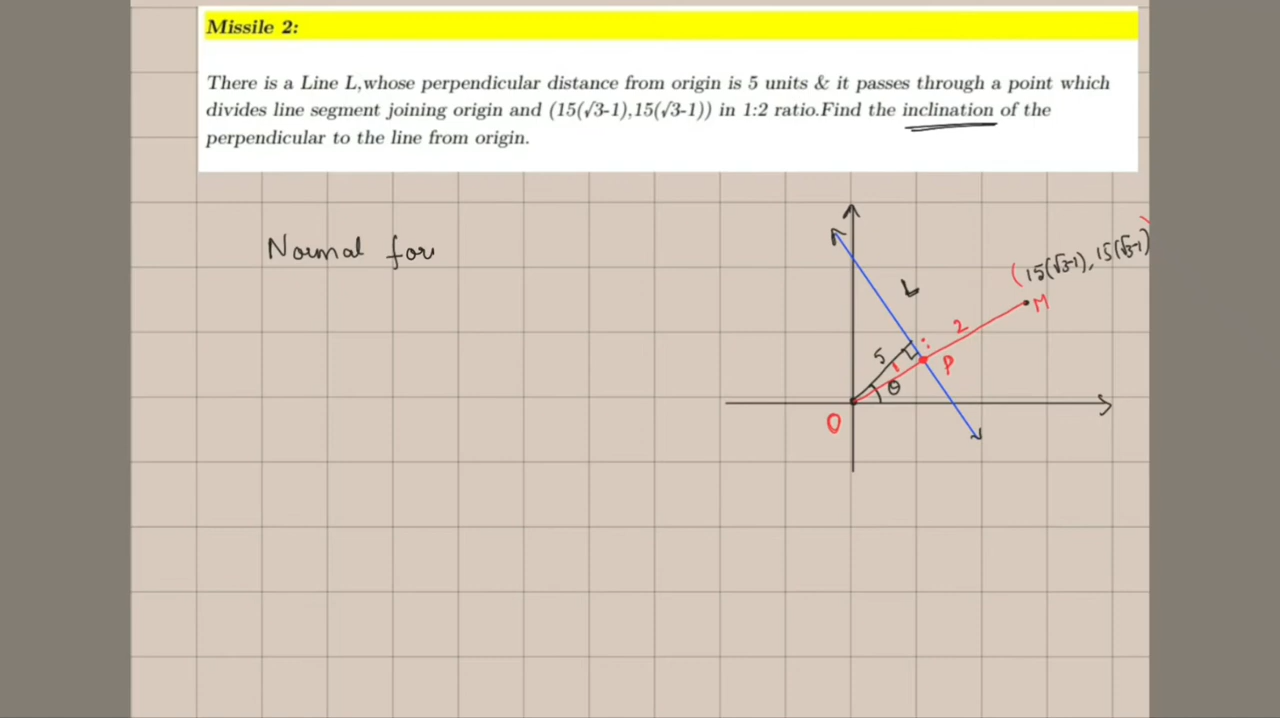 Missile 2:
There is a Line L,whose perpendicular distance from origin is 5 units & it passes through a point which
divides line segment joining origin and (15(√3-1),15(√3-1)) in 1:2 ratio.Find the inclination of the
perpendicular to the line from origin.
Normal for
(15(√3-1), 15(√3-1))
L
M
2
:
5
1
P
θ
O